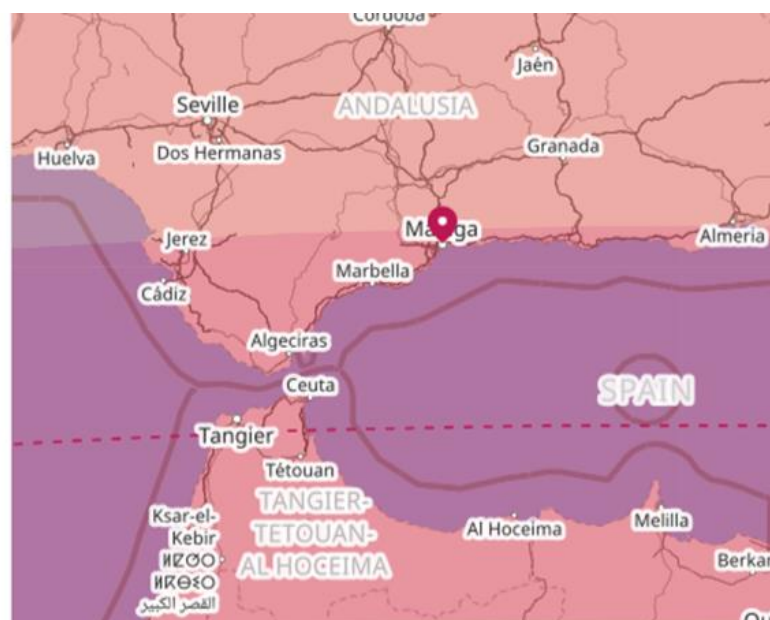 Jaén
Seville
ANDALUSIA
Huelva
Dos Hermanas
Granada
Jerez
Almeria
Marbella
Cádiz
Algeciras
Ceuta
SPAIN
Tangier
Tétouan
TANGIER-
TETOUAN-
AL HOCEIMA
Ksar-el-
Kebir
ⵍⵇⵚⵔ
ⵍⴽⴱⵉⵔ
القصر الكبير
Al Hoceima
Melilla